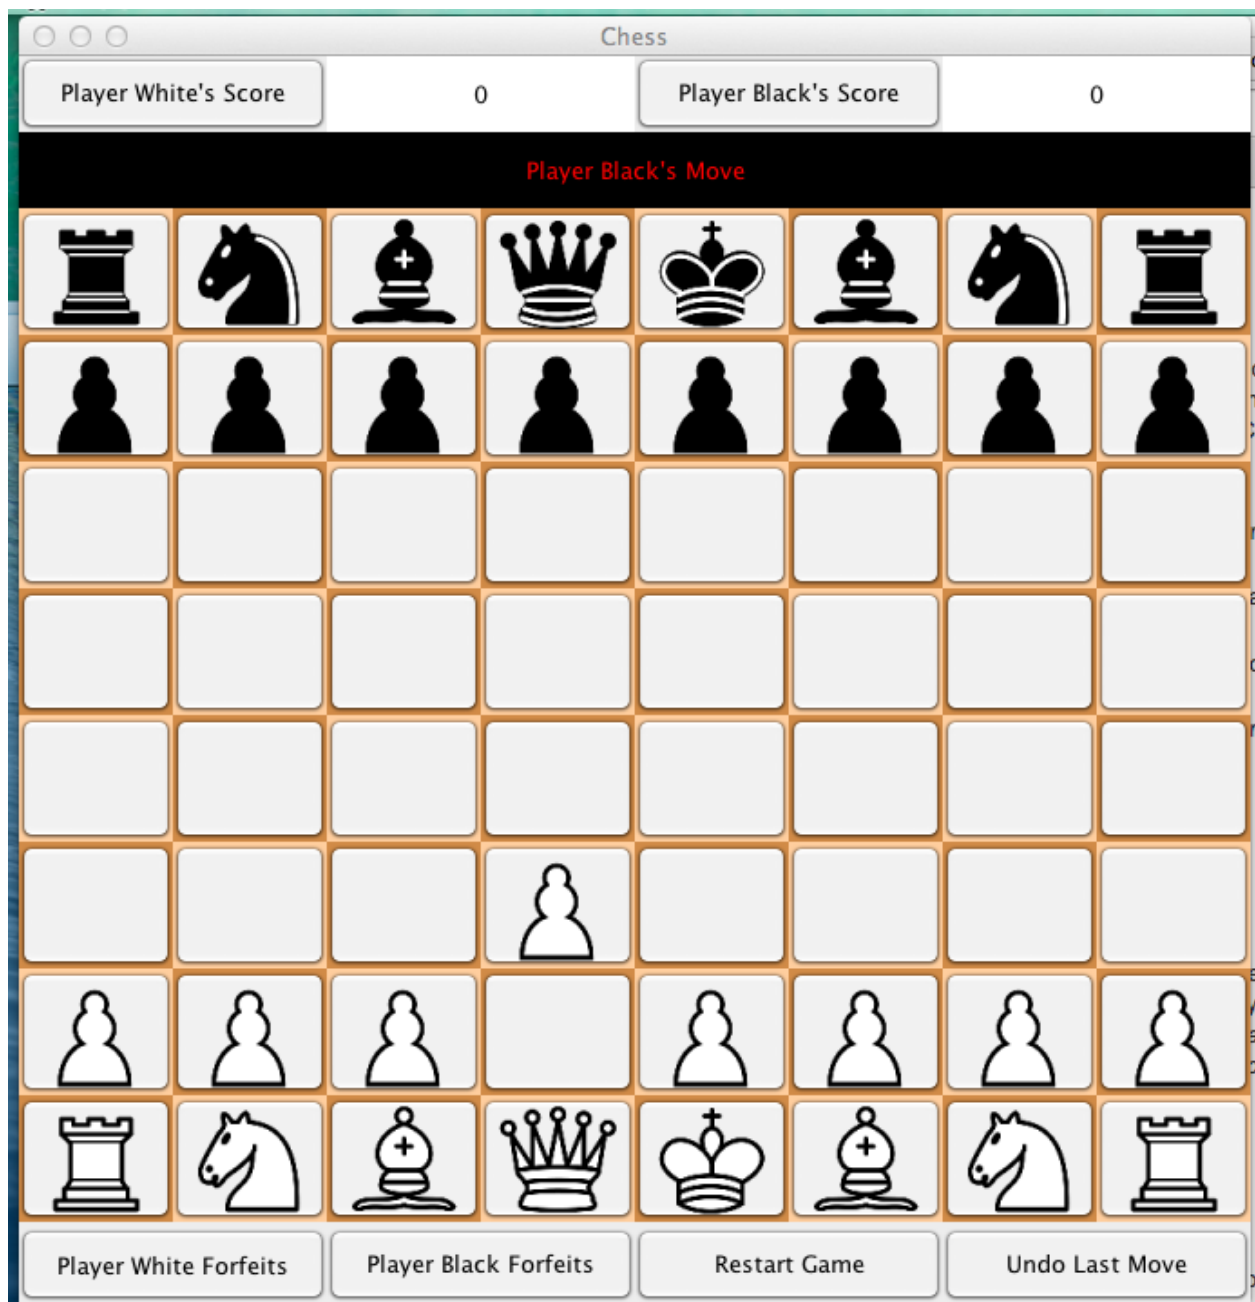 Chess
Player White's Score 0 Player Black's Score 0
Player Black's Move
Player White Forfeits Player Black Forfeits Restart Game Undo Last Move